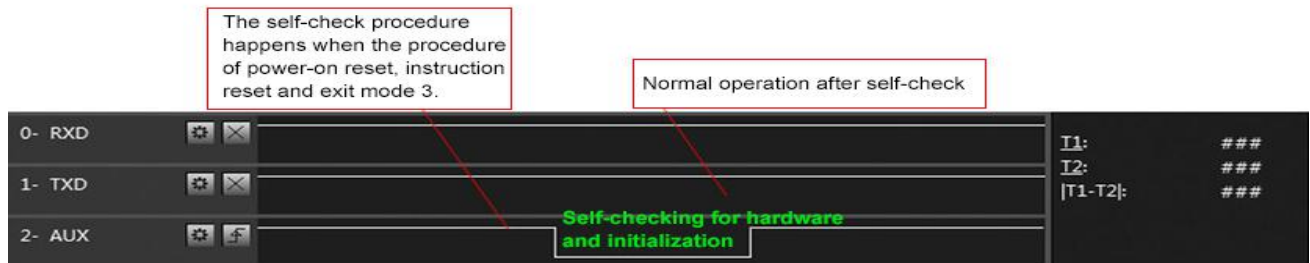 The self-check procedure
happens when the procedure
of power-on reset, instruction
reset and exit mode 3.
Normal operation after self-check
0- RXD
T1: ###
T2: ###
1- TXD
|T1-T2|: ###
Self-checking for hardware
and initialization
2- AUX